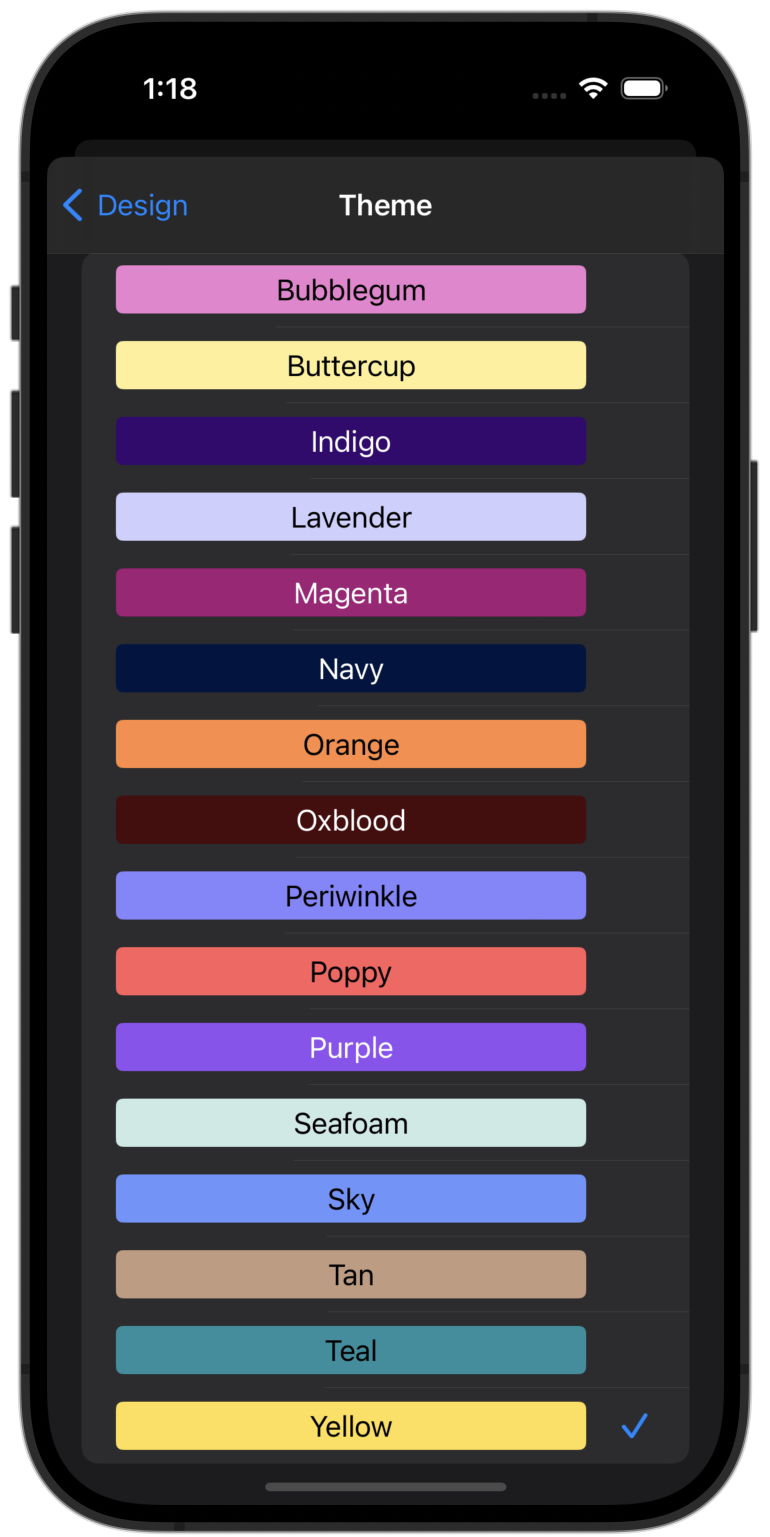 1:18
Design
Theme
Bubblegum
Buttercup
Indigo
Lavender
Magenta
Navy
Orange
Oxblood
Periwinkle
Poppy
Purple
Seafoam
Sky
Tan
Teal
Yellow